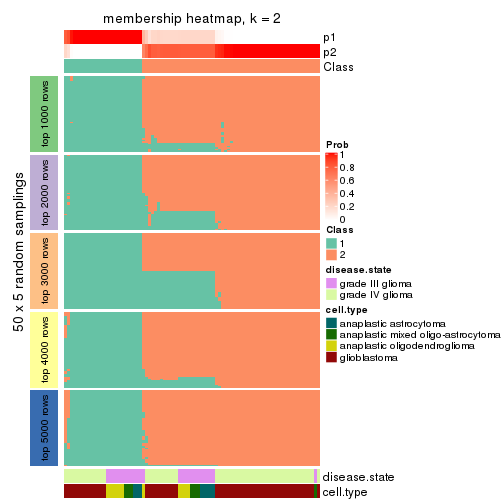 membership heatmap, k = 2
p1
p2
Class
50 x 5 random samplings
top 1000 rows
top 2000 rows
top 3000 rows
top 4000 rows
top 5000 rows
Prob
1
0.8
0.6
0.4
0.2
0
Class
1
2
disease.state
grade III glioma
grade IV glioma
cell.type
anaplastic astrocytoma
anaplastic mixed oligo-astrocytoma
anaplastic oligodendroglioma
glioblastoma
disease.state
cell.type